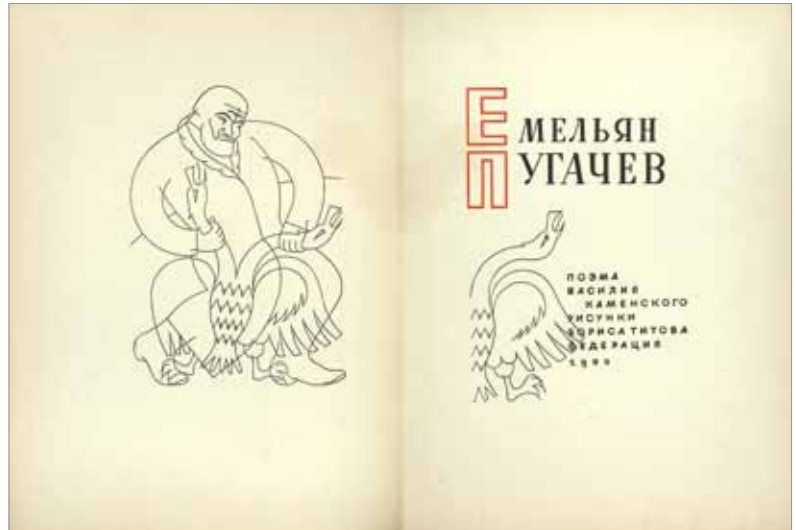 ЕМЕЛЬЯН
ПУГАЧЕВ
ПОЭМА
ВАСИЛИЯ
КАМЕНСКОГО
РИСУНКИ
БОРИСА ТИТОВА
ФЕДЕРАЦИЯ